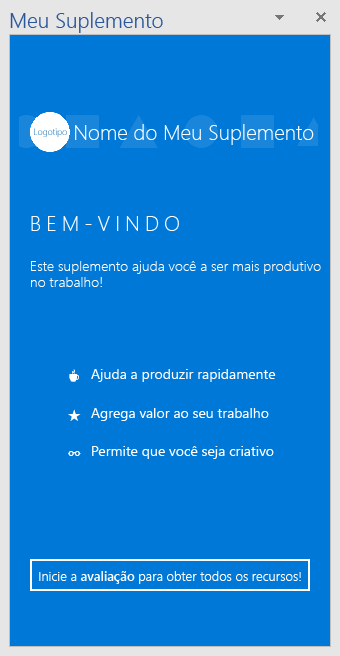 Meu Suplemento
Logotipo
Nome do Meu Suplemento
BEM-VINDO
Este suplemento ajuda você a ser mais produtivo
no trabalho!
Ajuda a produzir rapidamente
Agrega valor ao seu trabalho
Permite que você seja criativo
Inicie a avaliação para obter todos os recursos!